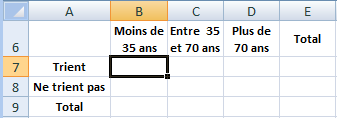 A B C D E
6 Moins de 35 ans Entre 35 et 70 ans Plus de 70 ans Total
7 Trient
8 Ne trient pas
9 Total